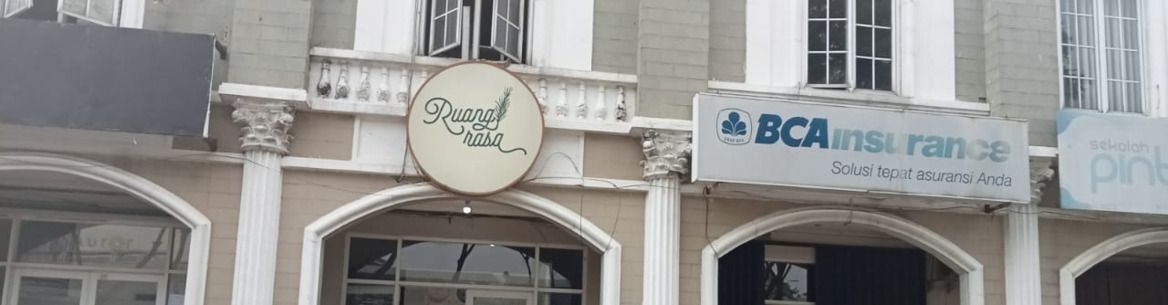 Ruang
rasa
BCA insurance
Solusi tepat asuransi Anda
sekolah